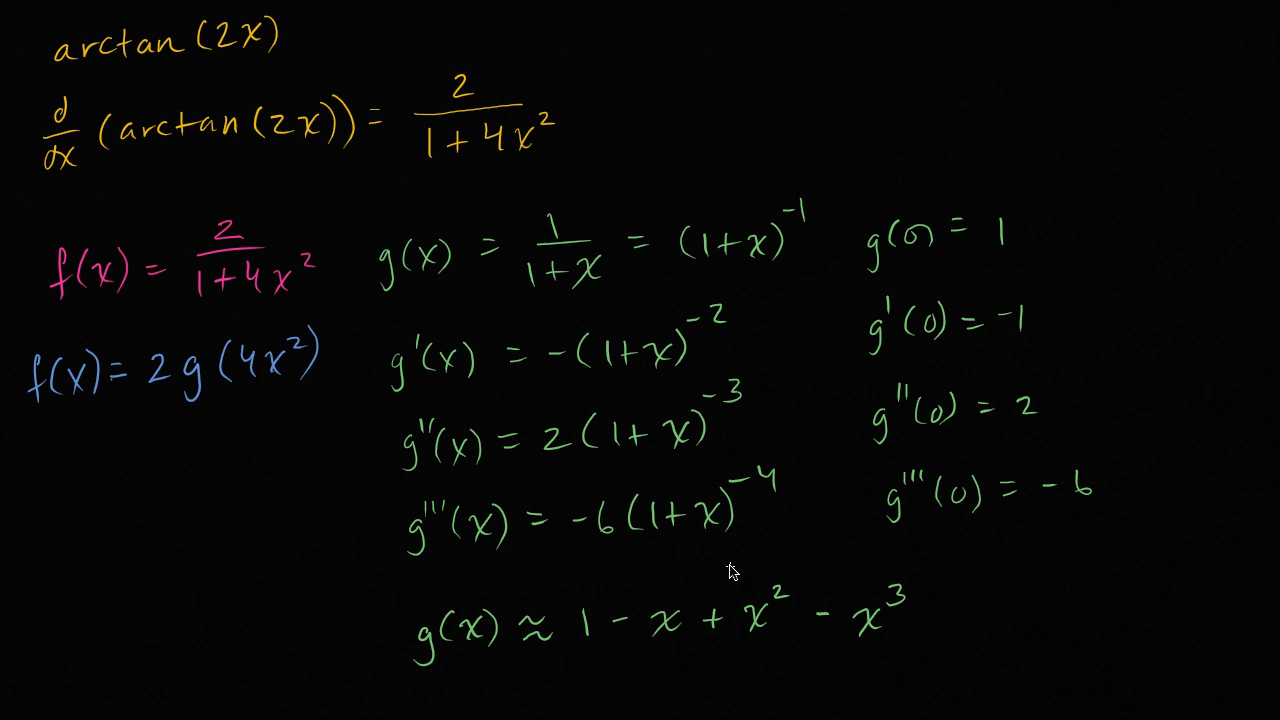 arctan (2x)
d/dx (arctan(2x)) = 2/(1+4x²)
f(x) = 2/(1+4x²)
g(x) = 1/(1+x) = (1+x)⁻¹
g(0) = 1
f(x) = 2g(4x²)
g'(x) = -(1+x)⁻²
g'(0) = -1
g''(x) = 2(1+x)⁻³
g''(0) = 2
g'''(x) = -6(1+x)⁻⁴
g'''(0) = -6
g(x) ≈ 1 - x + x² - x³